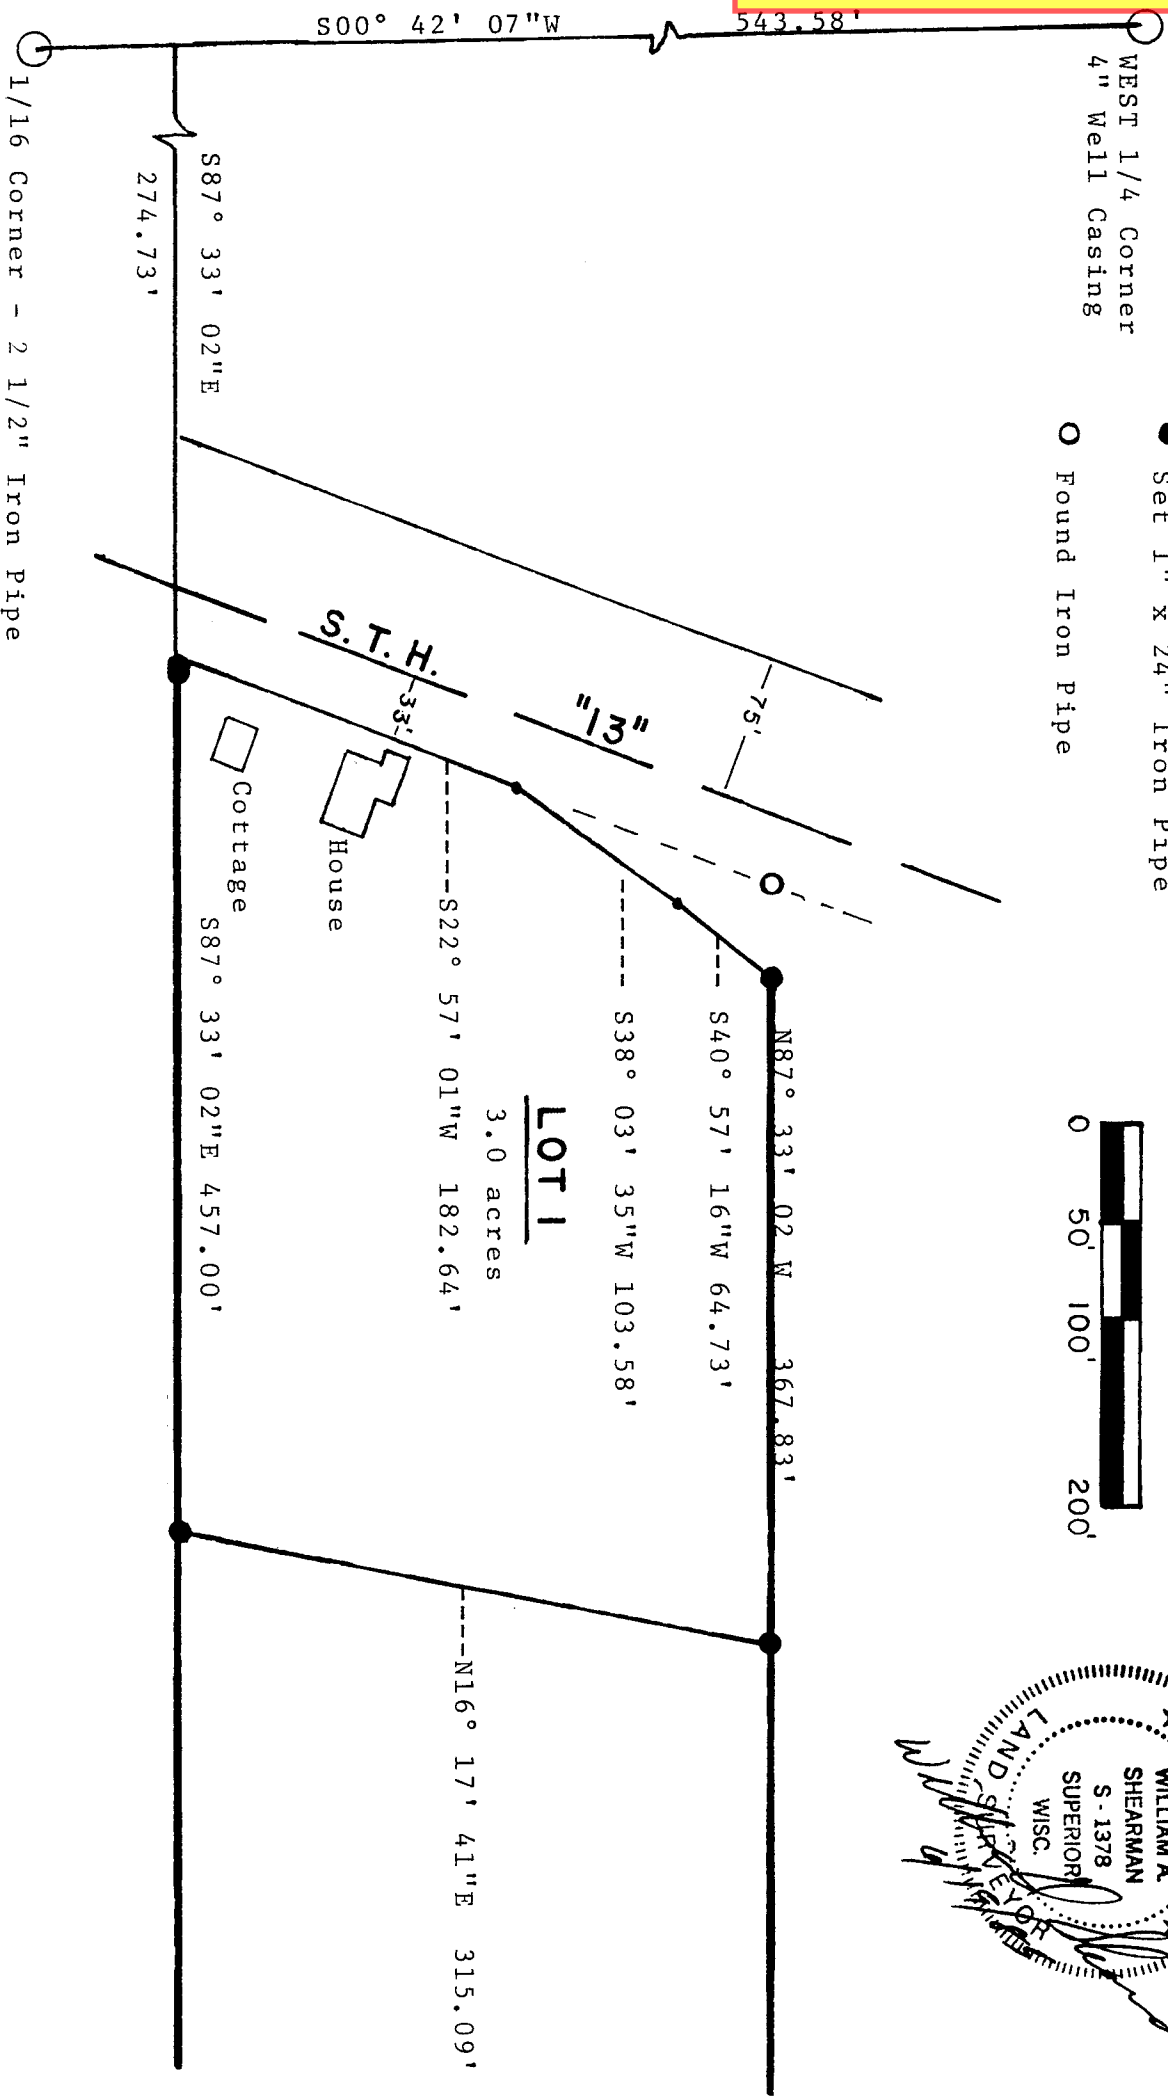 S00° 42' 07"W 543.58'
WEST 1/4 Corner
4" Well Casing
Set 1" x 24" Iron Pipe
Found Iron Pipe
0 50' 100' 200'
WILLIAM A.
SHEARMAN
S-1378
SUPERIOR
WISC.
LAND SURVEYOR
75'
"13"
S.T.H.
33'
N87° 33' 02 W 367.83'
S40° 57' 16"W 64.73'
S38° 03' 35"W 103.58'
LOT 1
3.0 acres
S22° 57' 01"W 182.64'
N16° 17' 41"E 315.09'
House
Cottage
S87° 33' 02"E 457.00'
S87° 33' 02"E
274.73'
1/16 Corner - 2 1/2" Iron Pipe